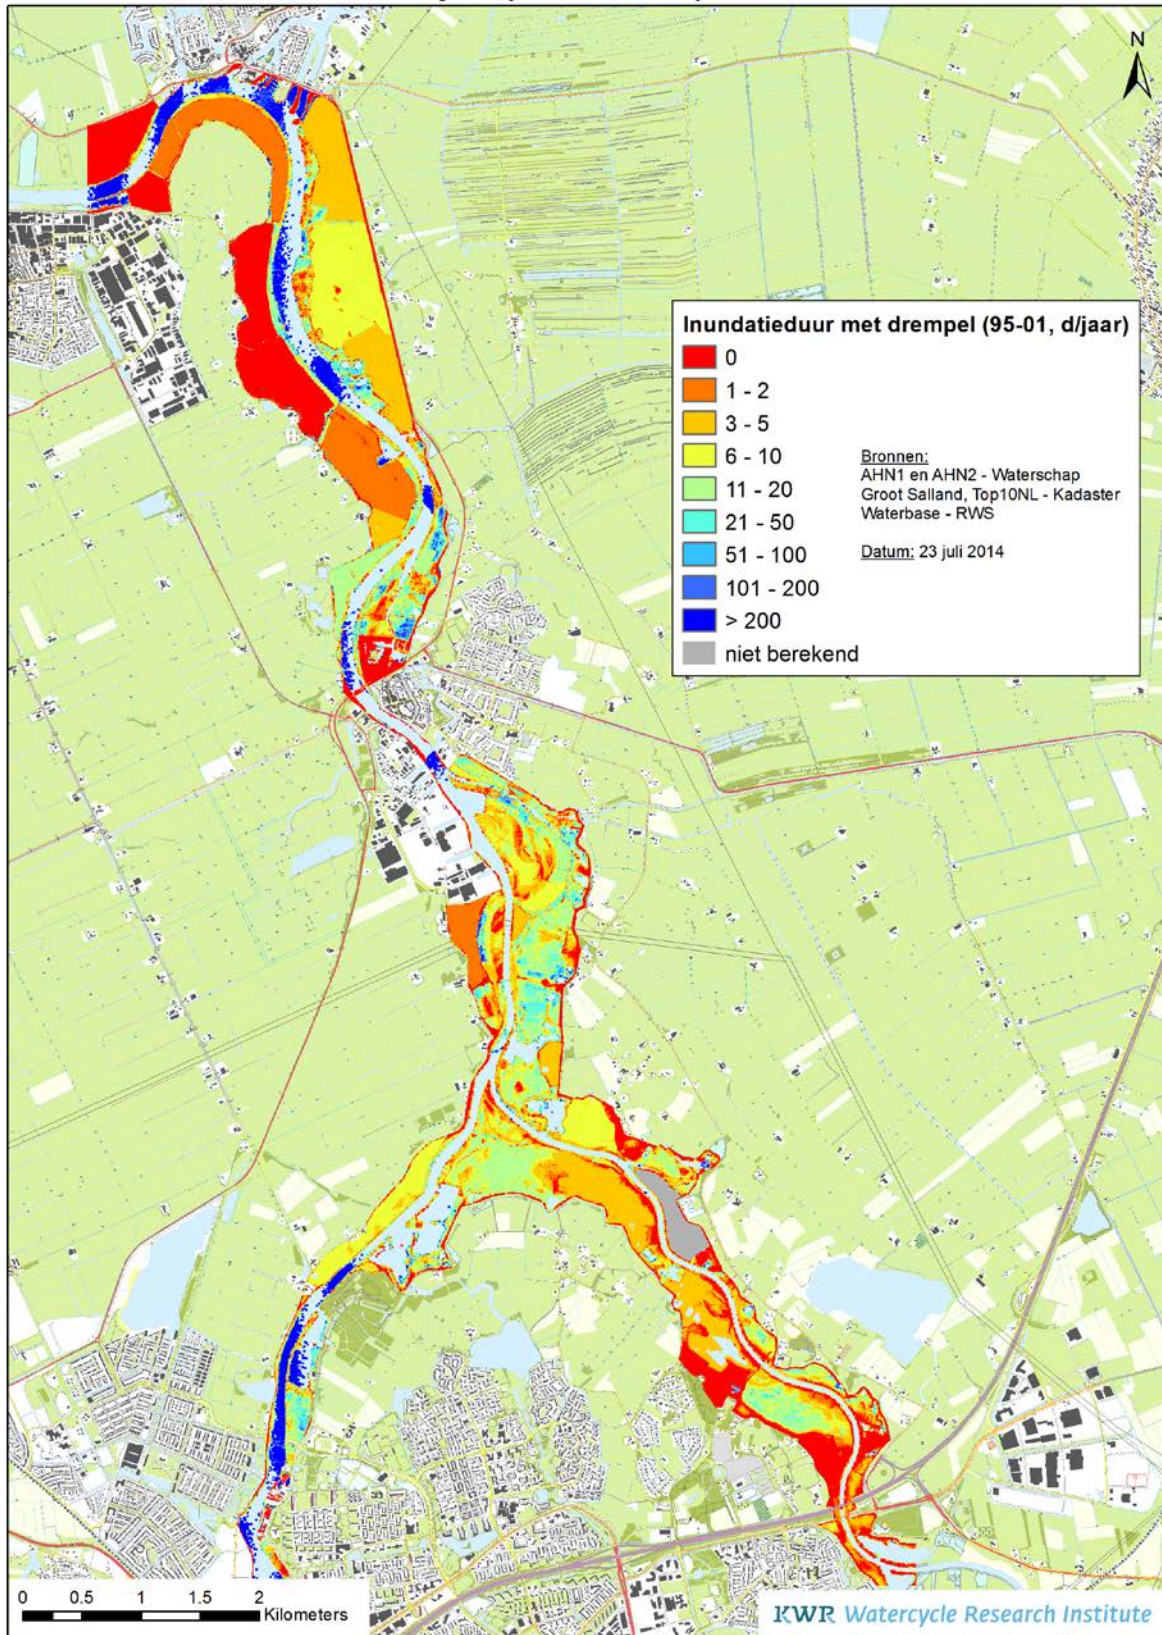 N
Inundatieduur met drempel (95-01, d/jaar)
0
1 - 2
3 - 5
6 - 10
11 - 20
21 - 50
51 - 100
101 - 200
> 200
niet berekend
Bronnen:
AHN1 en AHN2 - Waterschap
Groot Salland, Top10NL - Kadaster
Waterbase - RWS
Datum: 23 juli 2014
0 0.5 1 1.5 2
Kilometers
KWR Watercycle Research Institute